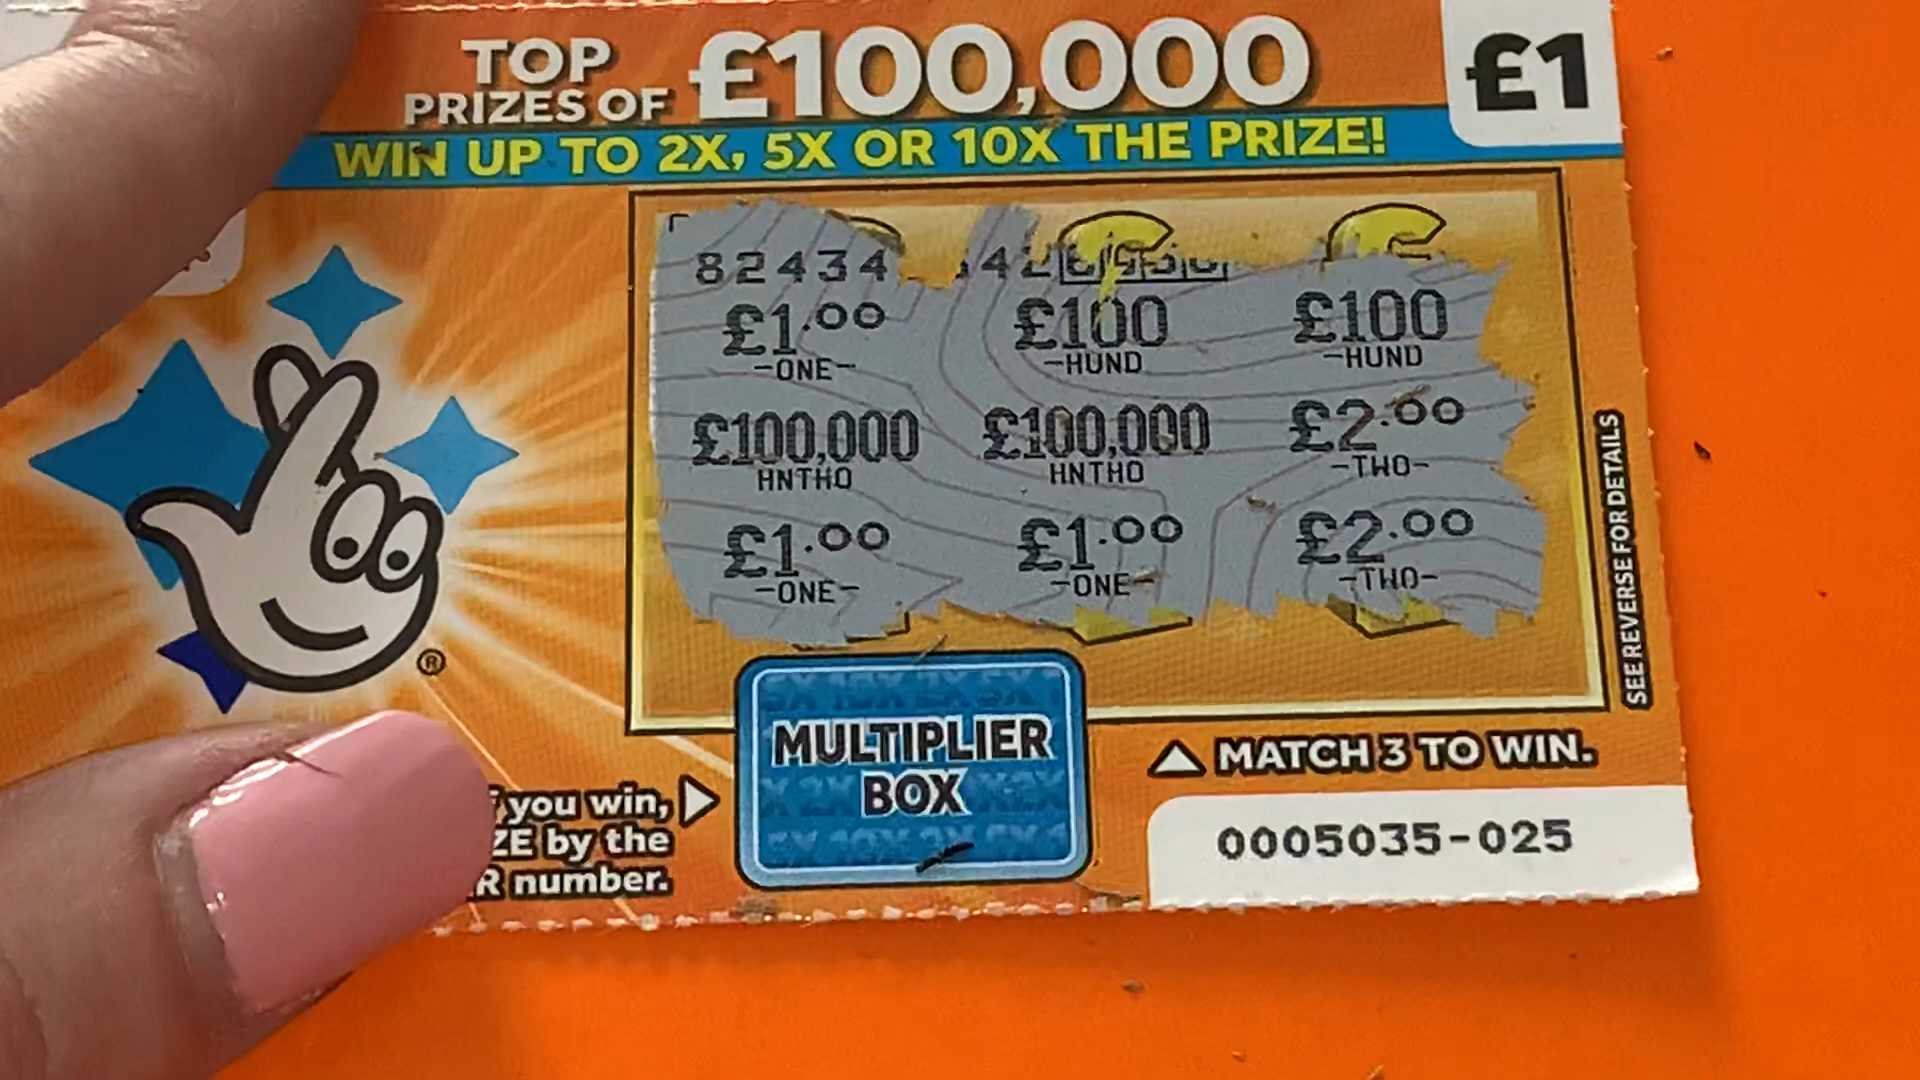 TOP
PRIZES OF £100,000
£1
WIN UP TO 2X, 5X OR 10X THE PRIZE!
82434
£1.00 £100 £100
-ONE- -HUND -HUND
£100,000 £100,000 £2.00
HNTHO HNTHO -TWO-
£1.00 £1.00 £2.00
-ONE- -ONE- -TWO-
SEE REVERSE FOR DETAILS
®
MULTIPLIER
BOX
MATCH 3 TO WIN.
you win,
by the
number.
0005035-025